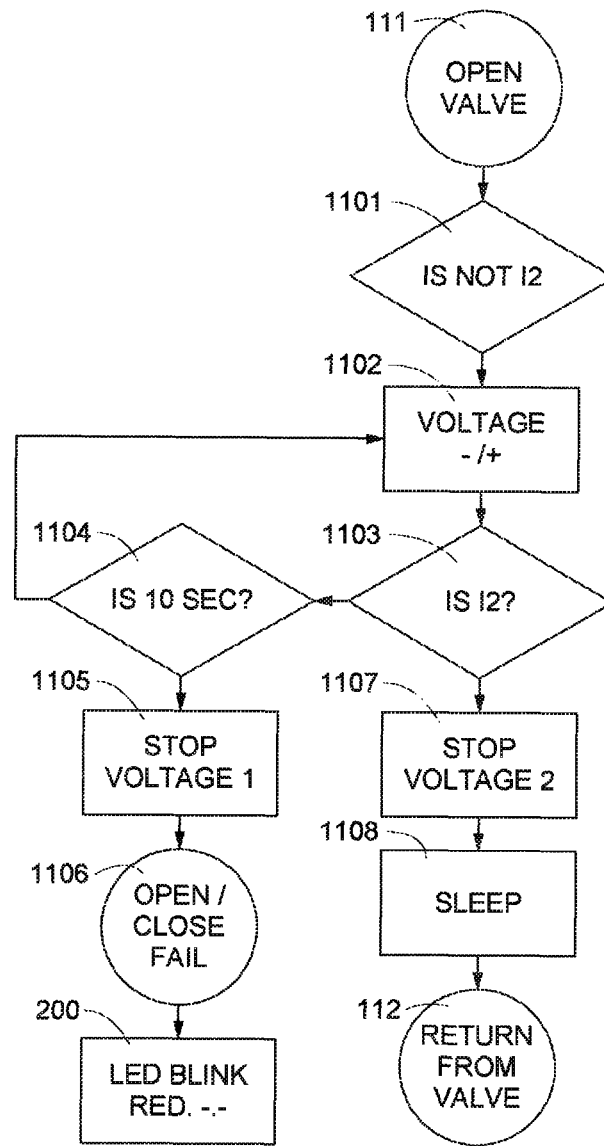 111
OPEN
VALVE
1101
IS NOT I2
1102
VOLTAGE
- /+
1104
1103
IS 10 SEC?
IS I2?
1105
1107
STOP
VOLTAGE 1
STOP
VOLTAGE 2
1106
1108
OPEN /
CLOSE
FAIL
SLEEP
200
112
LED BLINK
RED. -.-
RETURN
FROM
VALVE